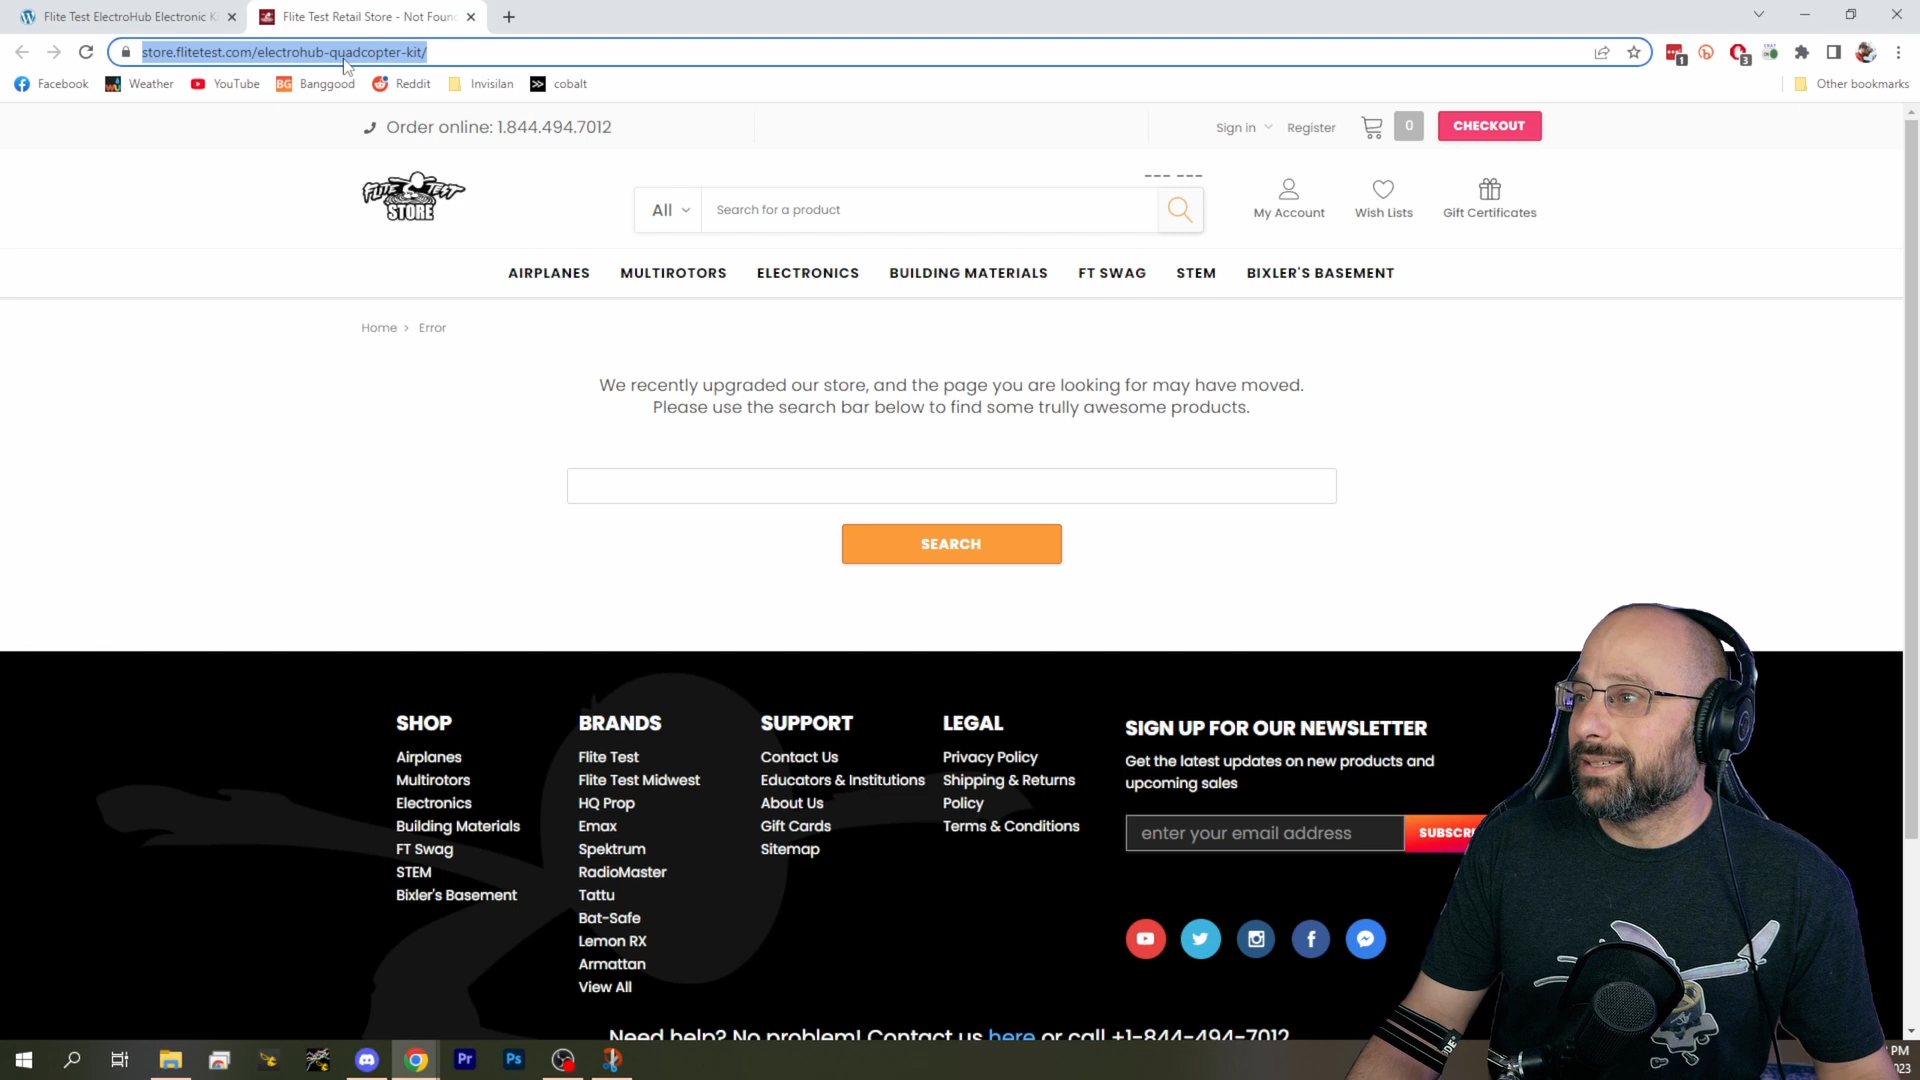 Flite Test ElectroHub Electronic K
Flite Test Retail Store - Not Foun
store.flitetest.com/electrohub-quadcopter-kit/
1
3
Facebook
Weather
YouTube
BG Banggood
Reddit
Invisilan
cobalt
Other bookmarks
Order online: 1.844.494.7012
Sign in
Register
0
CHECKOUT
FLITE TEST
STORE
All
Search for a product
My Account
Wish Lists
Gift Certificates
AIRPLANES
MULTIROTORS
ELECTRONICS
BUILDING MATERIALS
FT SWAG
STEM
BIXLER'S BASEMENT
Home > Error
We recently upgraded our store, and the page you are looking for may have moved.
Please use the search bar below to find some trully awesome products.
SEARCH
SHOP
Airplanes
Multirotors
Electronics
Building Materials
FT Swag
STEM
Bixler's Basement
BRANDS
Flite Test
Flite Test Midwest
HQ Prop
Emax
Spektrum
RadioMaster
Tattu
Bat-Safe
Lemon RX
Armattan
View All
SUPPORT
Contact Us
Educators & Institutions
About Us
Gift Cards
Sitemap
LEGAL
Privacy Policy
Shipping & Returns
Policy
Terms & Conditions
SIGN UP FOR OUR NEWSLETTER
Get the latest updates on new products and
upcoming sales
enter your email address
SUBSCRI
Need help? No problem! Contact us here or call +1-844-494-7012
Pr
Ps
PM
023